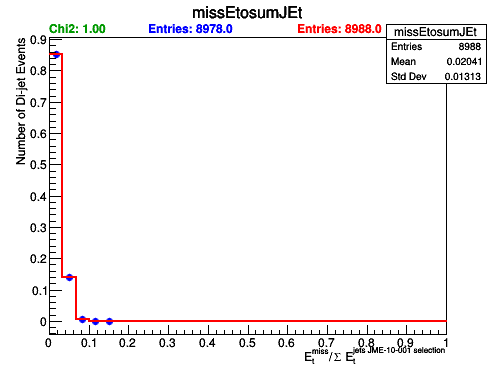 missEtosumJEt
Chi2: 1.00 Entries: 8978.0 Entries: 8988.0
missEtosumJEt
Entries 8988
Mean 0.02041
Std Dev 0.01313
Number of Di-jet Events
0.9
0.8
0.7
0.6
0.5
0.4
0.3
0.2
0.1
0
0 0.1 0.2 0.3 0.4 0.5 0.6 0.7 0.8 0.9 1
E_t^miss/Σ E_t^jets JME-10-001 selection